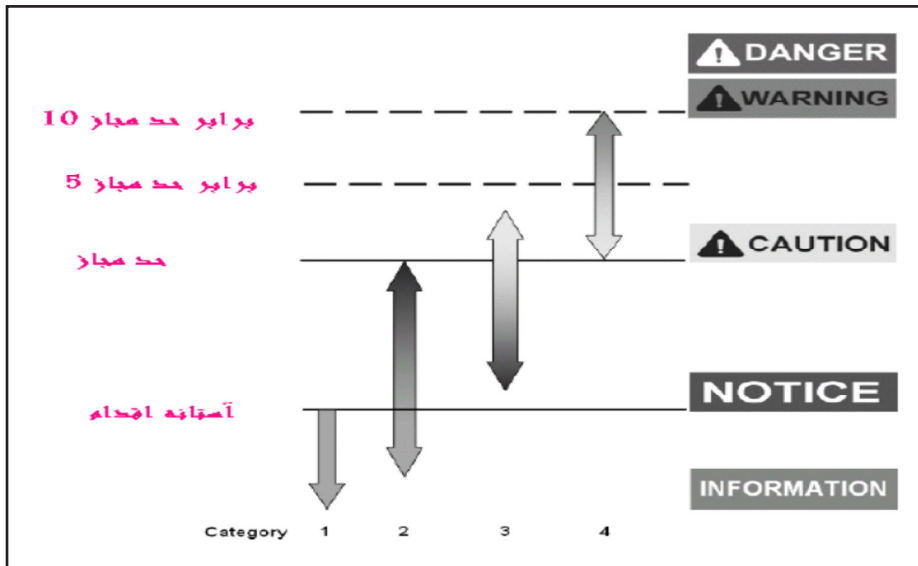 DANGER
WARNING
10 برابر حد مجاز
5 برابر حد مجاز
CAUTION
حد مجاز
NOTICE
آستانه اقدام
INFORMATION
Category 1 2 3 4